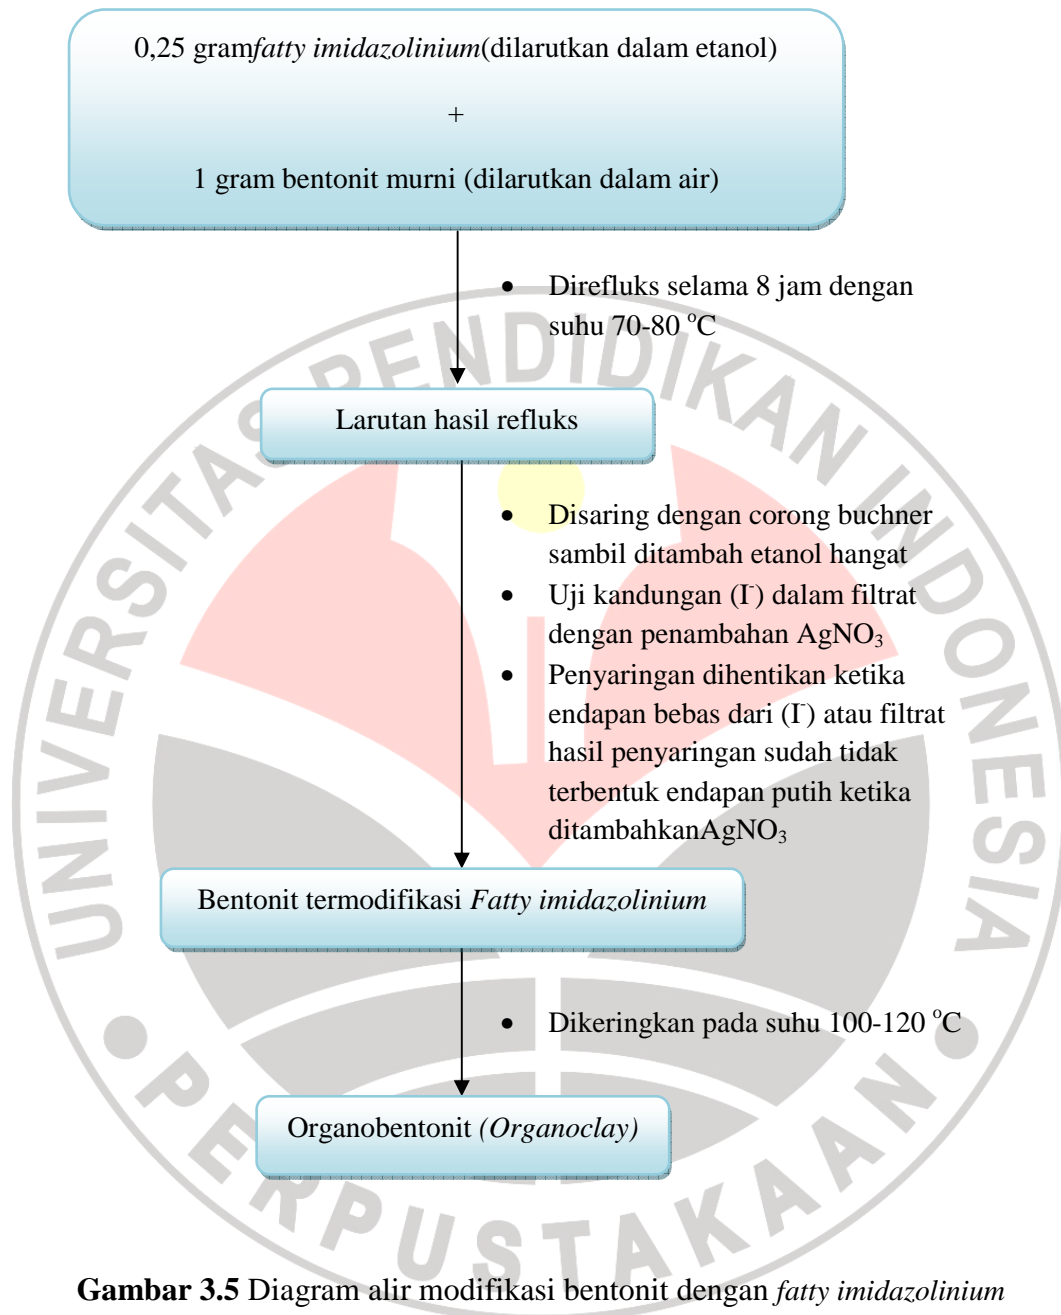 0,25 gramfatty imidazolinium(dilarutkan dalam etanol)
+
1 gram bentonit murni (dilarutkan dalam air)
• Direfluks selama 8 jam dengan
suhu 70-80 °C
Larutan hasil refluks
• Disaring dengan corong buchner
sambil ditambah etanol hangat
• Uji kandungan (I⁻) dalam filtrat
dengan penambahan AgNO₃
• Penyaringan dihentikan ketika
endapan bebas dari (I⁻) atau filtrat
hasil penyaringan sudah tidak
terbentuk endapan putih ketika
ditambahkanAgNO₃
Bentonit termodifikasi Fatty imidazolinium
• Dikeringkan pada suhu 100-120 °C
Organobentonit (Organoclay)
Gambar 3.5 Diagram alir modifikasi bentonit dengan fatty imidazolinium
UNIVERSITAS PENDIDIKAN INDONESIA
PERPUSTAKAAN